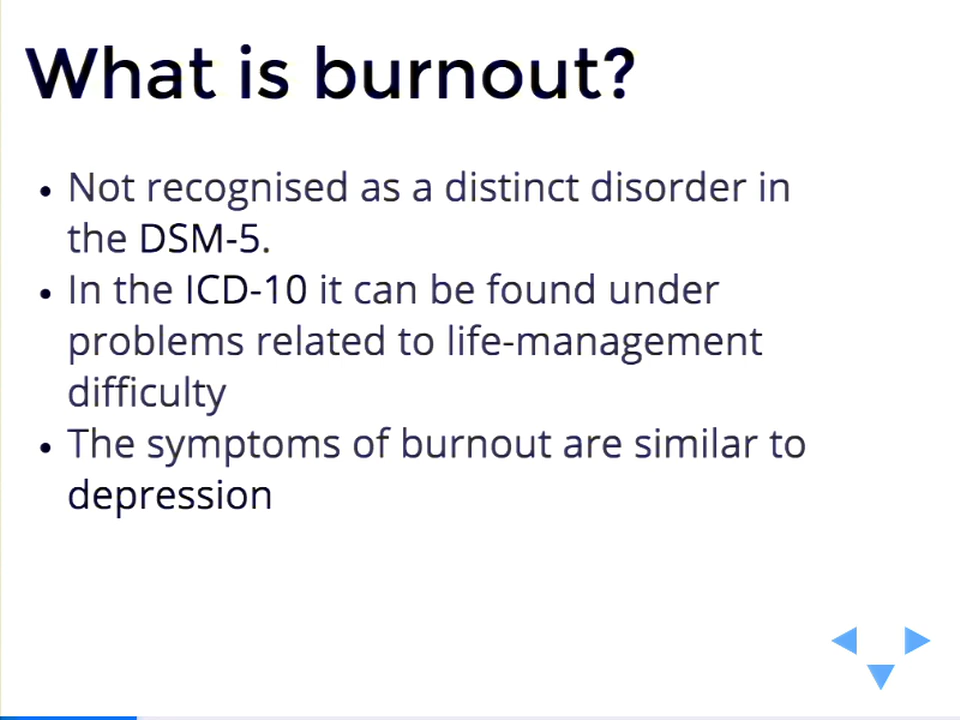 What is burnout?
• Not recognised as a distinct disorder in
the DSM-5.
• In the ICD-10 it can be found under
problems related to life-management
difficulty
• The symptoms of burnout are similar to
depression